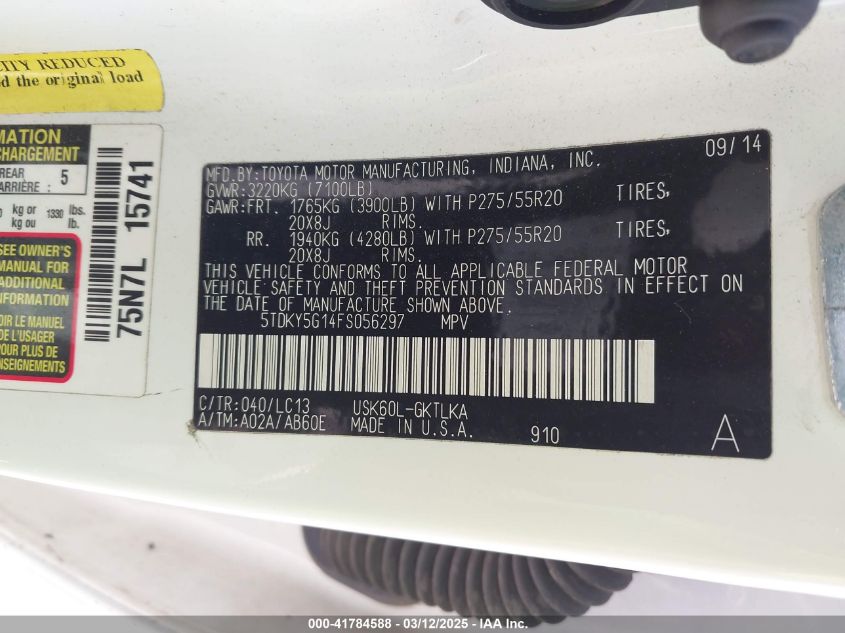 CITY REDUCED
d the original load
MATION
CHARGEMENT
REAR
ARRIÈRE
5
kg or
kg ou
1330 lbs.
lb.
SEE OWNER'S
MANUAL FOR
ADDITIONAL
INFORMATION
OIR LE MANUEL
DE L'USAGER
POUR PLUS DE
ENSEIGNEMENTS
75N7L 15741
MFD.BY:TOYOTA MOTOR MANUFACTURING, INDIANA, INC. 09/14
GVWR:3220KG (7100LB)
GAWR:FRT. 1765KG (3900LB) WITH P275/55R20 TIRES,
20X8J RIMS.
RR. 1940KG (4280LB) WITH P275/55R20 TIRES,
20X8J RIMS.
THIS VEHICLE CONFORMS TO ALL APPLICABLE FEDERAL MOTOR
VEHICLE SAFETY AND THEFT PREVENTION STANDARDS IN EFFECT ON
THE DATE OF MANUFACTURE SHOWN ABOVE.
5TDKY5G14FS056297 MPV
C/TR:040/LC13 USK60L-GKTLKA
A/TM:A02A/AB60E MADE IN U.S.A. 910 A
000-41784588 - 03/12/2025 - IAA Inc.